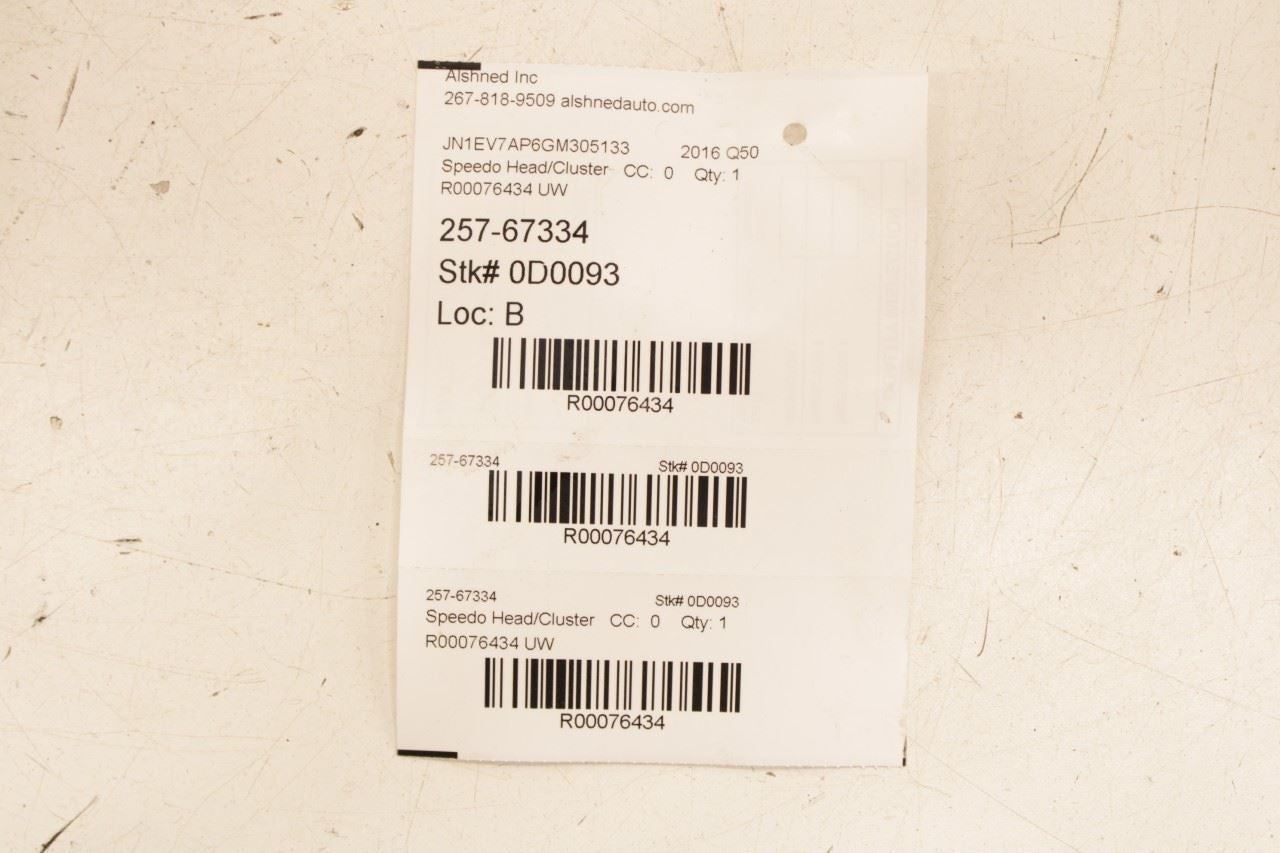 Alshned Inc
267-818-9509 alshnedauto.com
JN1EV7AP6GM305133 2016 Q50
Speedo Head/Cluster CC: 0 Qty: 1
R00076434 UW
257-67334
Stk# 0D0093
Loc: B
R00076434
257-67334 Stk# 0D0093
R00076434
257-67334 Stk# 0D0093
Speedo Head/Cluster CC: 0 Qty: 1
R00076434 UW
R00076434